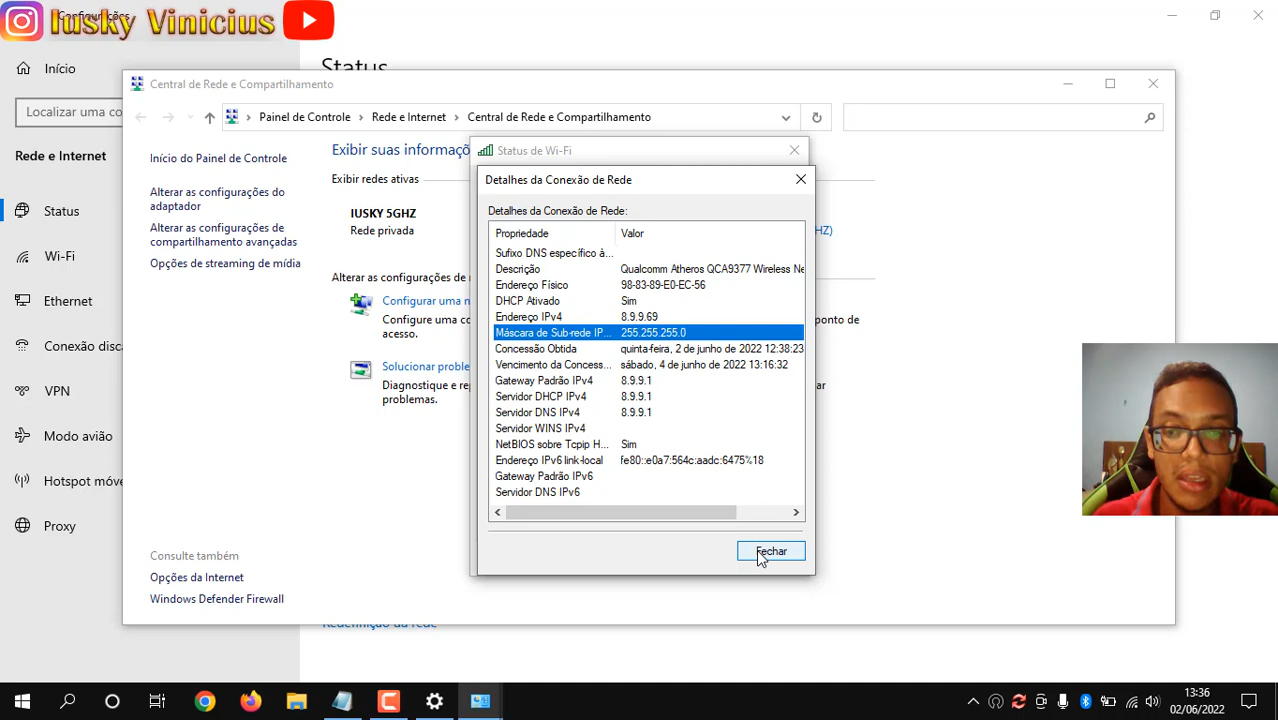 Iusky Vinicius
Início
Status
Localizar uma co
Rede e Internet
Status
Wi-Fi
Ethernet
Conexão disca
VPN
Modo avião
Hotspot móve
Proxy
Central de Rede e Compartilhamento
Painel de Controle
Rede e Internet
Central de Rede e Compartilhamento
Início do Painel de Controle
Alterar as configurações do
adaptador
Alterar as configurações de
compartilhamento avançadas
Opções de streaming de mídia
Consulte também
Opções da Internet
Windows Defender Firewall
Exibir suas informaçõ
Exibir redes ativas
IUSKY 5GHZ
Rede privada
HZ)
Alterar as configurações de r
Configurar uma n
Configure uma co
ponto de
acesso.
Solucionar proble
Diagnostique e rep
ar
problemas.
Redefinição da rede
Status de Wi-Fi
Detalhes da Conexão de Rede
Detalhes da Conexão de Rede:
Propriedade Valor
Sufixo DNS específico à...
Descrição Qualcomm Atheros QCA9377 Wireless Ne
Endereço Físico 98-83-89-E0-EC-56
DHCP Ativado Sim
Endereço IPv4 8.9.9.69
Máscara de Sub-rede IP... 255.255.255.0
Concessão Obtida quinta-feira, 2 de junho de 2022 12:38:23
Vencimento da Concess... sábado, 4 de junho de 2022 13:16:32
Gateway Padrão IPv4 8.9.9.1
Servidor DHCP IPv4 8.9.9.1
Servidor DNS IPv4 8.9.9.1
Servidor WINS IPv4
NetBIOS sobre Tcpip H... Sim
Endereço IPv6 link-local fe80::e0a7:564c:aadc:6475%18
Gateway Padrão IPv6
Servidor DNS IPv6
Fechar
13:36
02/06/2022